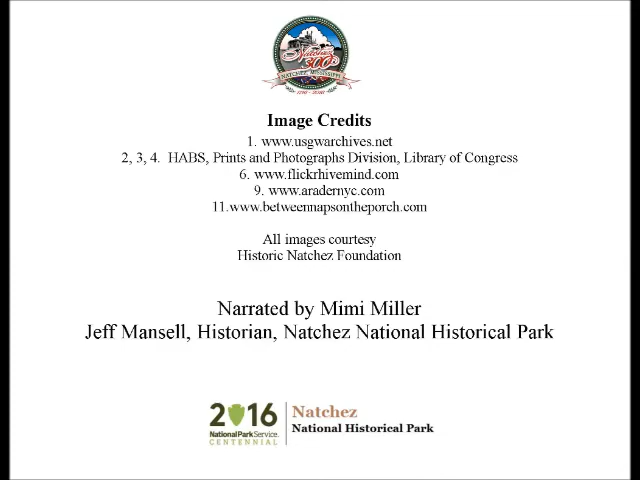 Natchez
300
NATCHEZ, MISSISSIPPI
1716 - 2016
Image Credits
1. www.usgwarchives.net
2, 3, 4.  HABS, Prints and Photographs Division, Library of Congress
6. www.flickrhivemind.com
9. www.aradernyc.com
11.www.betweennapsontheporch.com
All images courtesy
Historic Natchez Foundation
Narrated by Mimi Miller
Jeff Mansell, Historian, Natchez National Historical Park
2016
National Park Service
CENTENNIAL
Natchez
National Historical Park